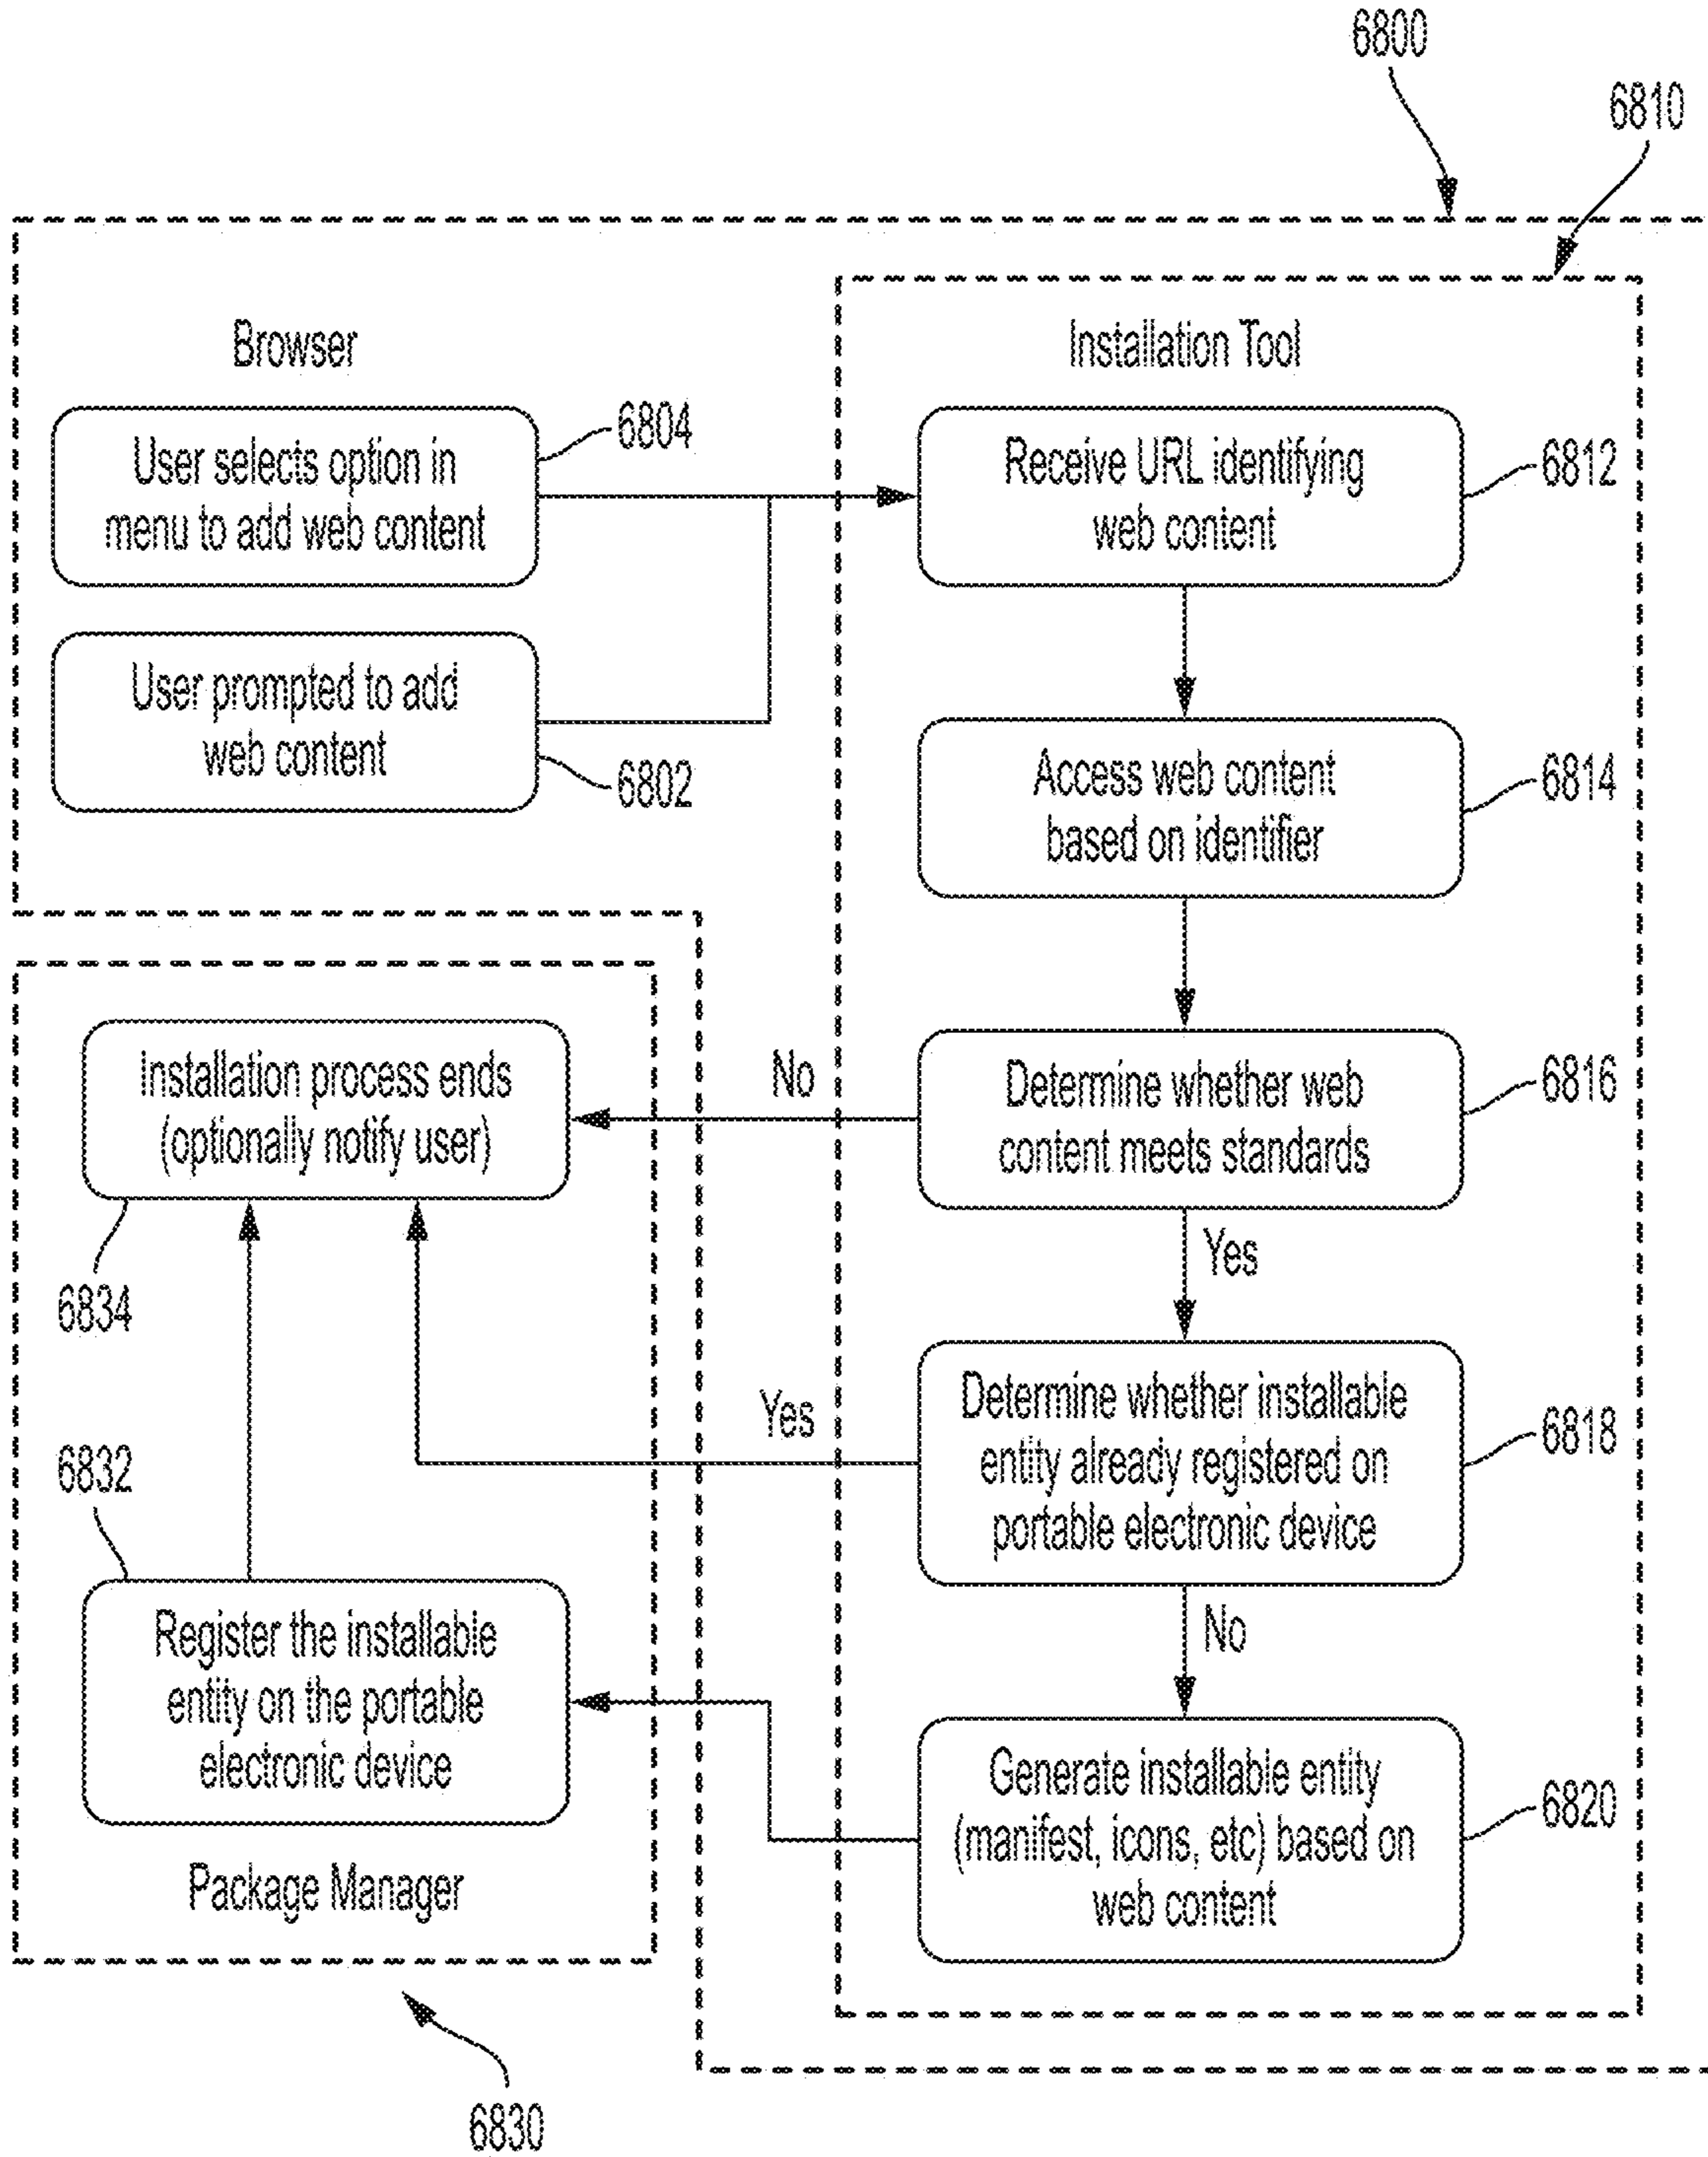 6800
6810
Browser
User selects option in
menu to add web content
6804
User prompted to add
web content
6802
Installation Tool
Receive URL identifying
web content
6812
Access web content
based on identifier
6814
Determine whether web
content meets standards
6816
No
Yes
Determine whether installable
entity already registered on
portable electronic device
6818
Yes
No
Generate installable entity
(manifest, icons, etc) based on
web content
6820
Installation process ends
(optionally notify user)
6834
6832
Register the installable
entity on the portable
electronic device
Package Manager
6830